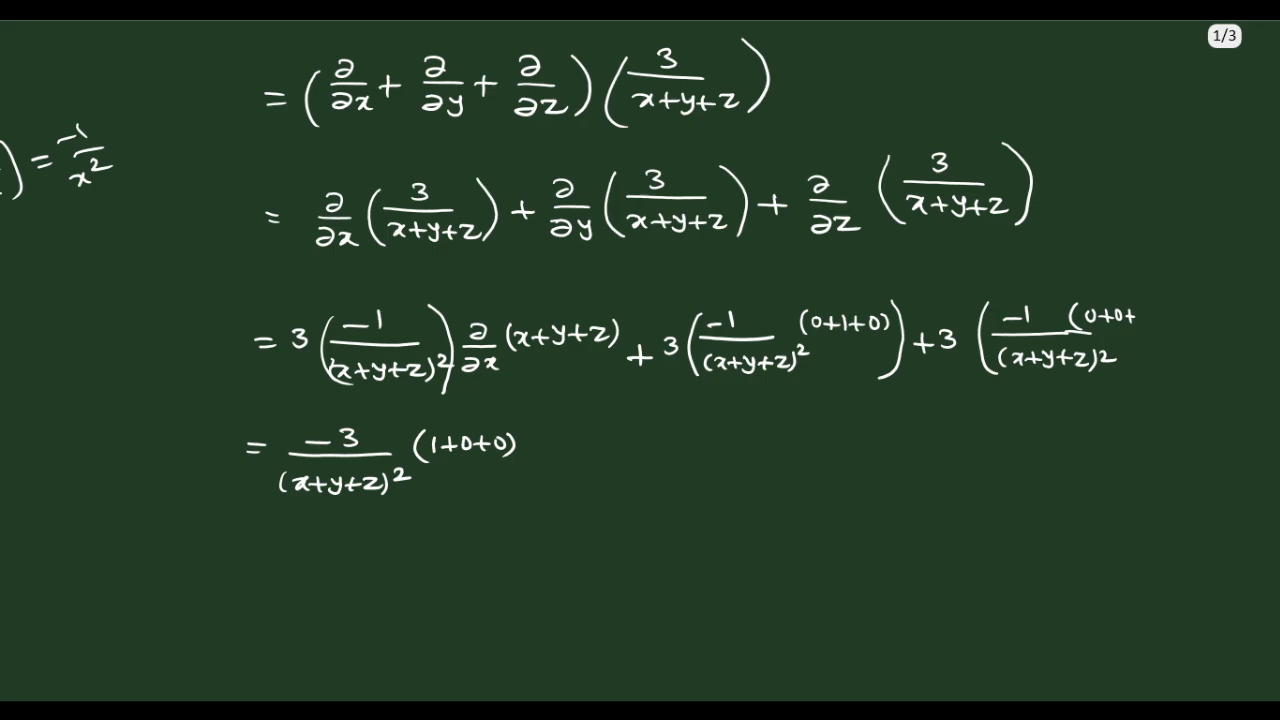 1/3
= (∂/∂x + ∂/∂y + ∂/∂z) (3/(x+y+z))
) = -1/x²
= ∂/∂x (3/(x+y+z)) + ∂/∂y (3/(x+y+z)) + ∂/∂z (3/(x+y+z))
= 3 (-1/(x+y+z)²) ∂/∂x (x+y+z) + 3 (-1/(x+y+z)² (0+1+0)) + 3 (-1/(x+y+z)2 (0+0+
= -3/(x+y+z)² (1+0+0)